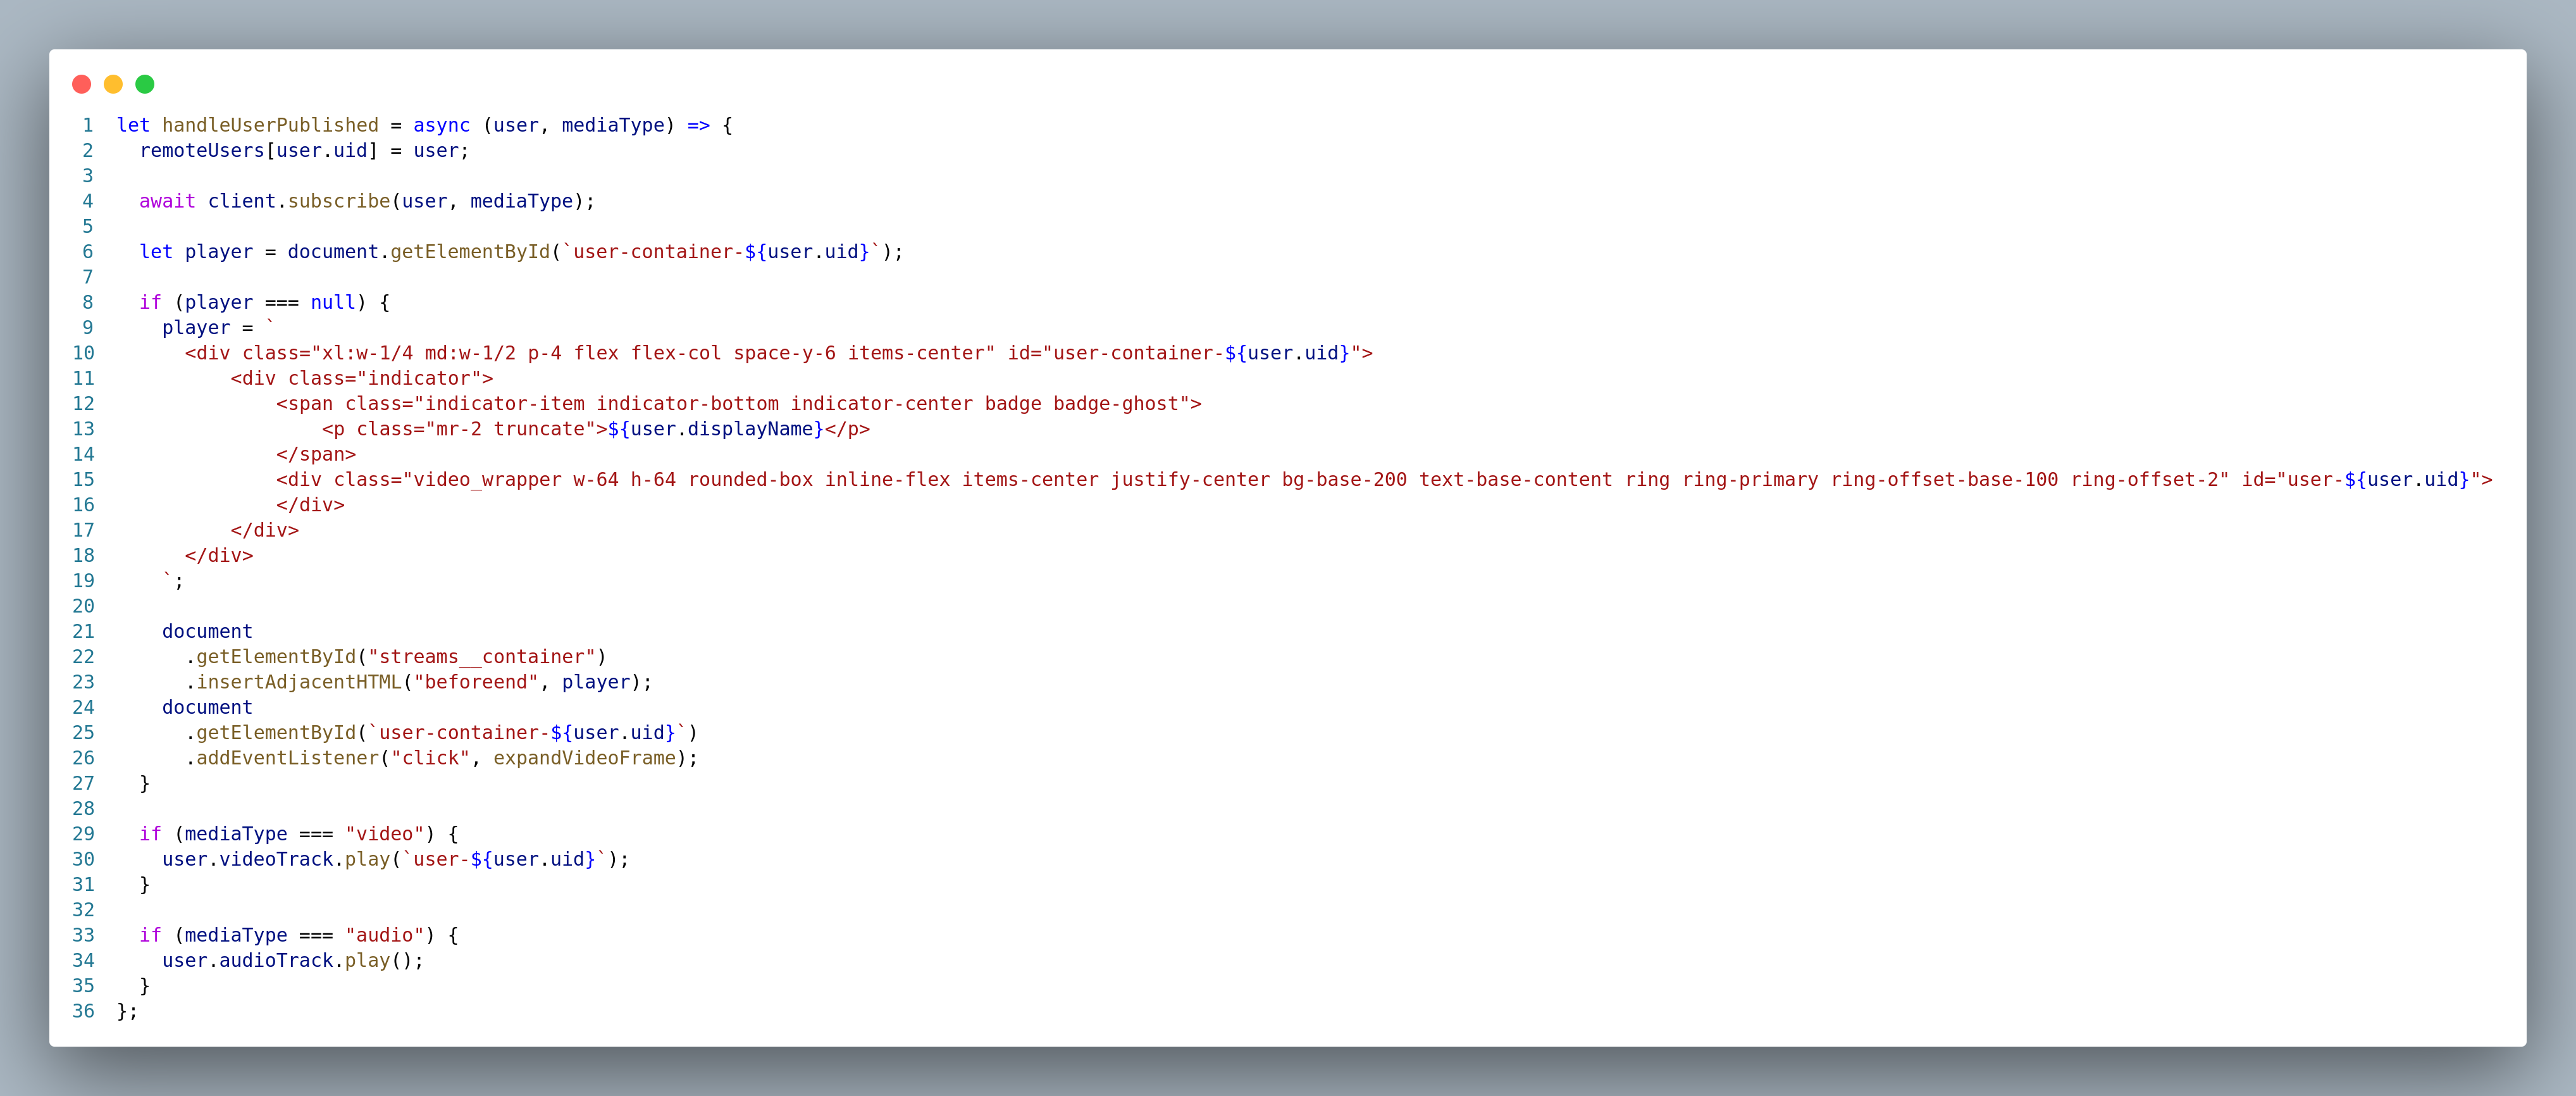 1 let handleUserPublished = async (user, mediaType) => {
2   remoteUsers[user.uid] = user;
3
4   await client.subscribe(user, mediaType);
5
6   let player = document.getElementById(`user-container-${user.uid}`);
7
8   if (player === null) {
9     player = `
10       <div class="xl:w-1/4 md:w-1/2 p-4 flex flex-col space-y-6 items-center" id="user-container-${user.uid}">
11           <div class="indicator">
12               <span class="indicator-item indicator-bottom indicator-center badge badge-ghost">
13                   <p class="mr-2 truncate">${user.displayName}</p>
14               </span>
15               <div class="video_wrapper w-64 h-64 rounded-box inline-flex items-center justify-center bg-base-200 text-base-content ring ring-primary ring-offset-base-100 ring-offset-2" id="user-${user.uid}">
16               </div>
17           </div>
18       </div>
19     `;
20
21     document
22       .getElementById("streams__container")
23       .insertAdjacentHTML("beforeend", player);
24     document
25       .getElementById(`user-container-${user.uid}`)
26       .addEventListener("click", expandVideoFrame);
27   }
28
29   if (mediaType === "video") {
30     user.videoTrack.play(`user-${user.uid}`);
31   }
32
33   if (mediaType === "audio") {
34     user.audioTrack.play();
35   }
36 };